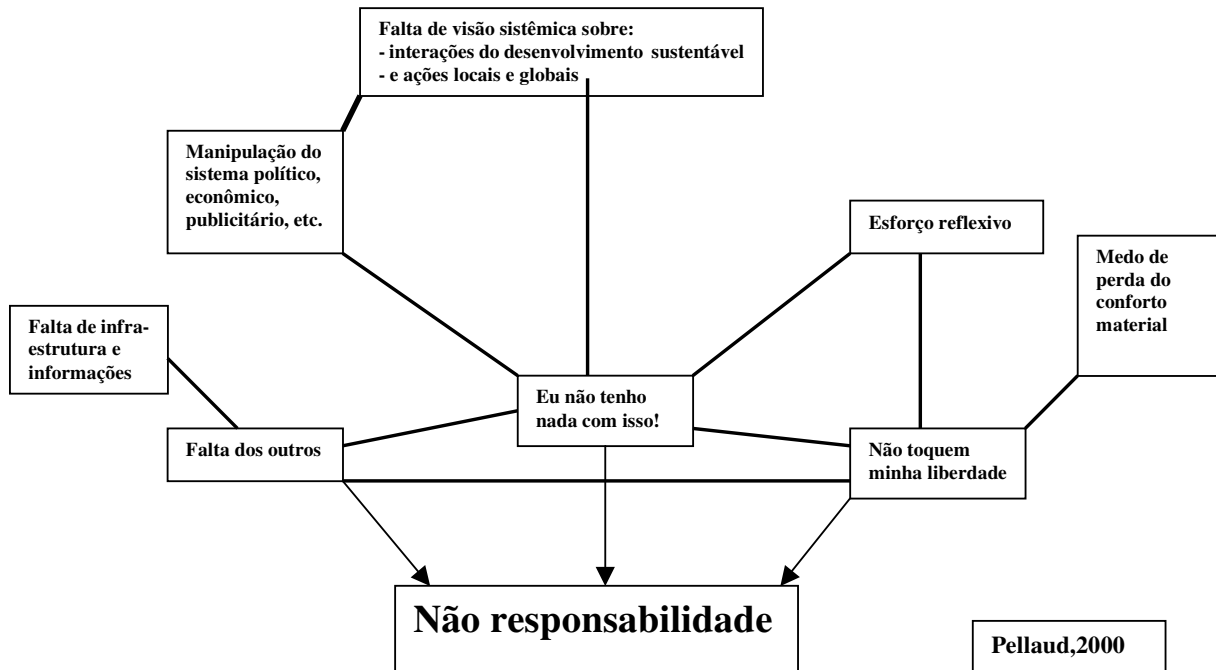 Falta de visão sistêmica sobre:
- interações do desenvolvimento sustentável
- e ações locais e globais
Manipulação do
sistema político,
econômico,
publicitário, etc.
Esforço reflexivo
Medo de
perda do
conforto
material
Falta de infra-
estrutura e
informações
Eu não tenho
nada com isso!
Falta dos outros
Não toquem
minha liberdade
Não responsabilidade
Pellaud,2000